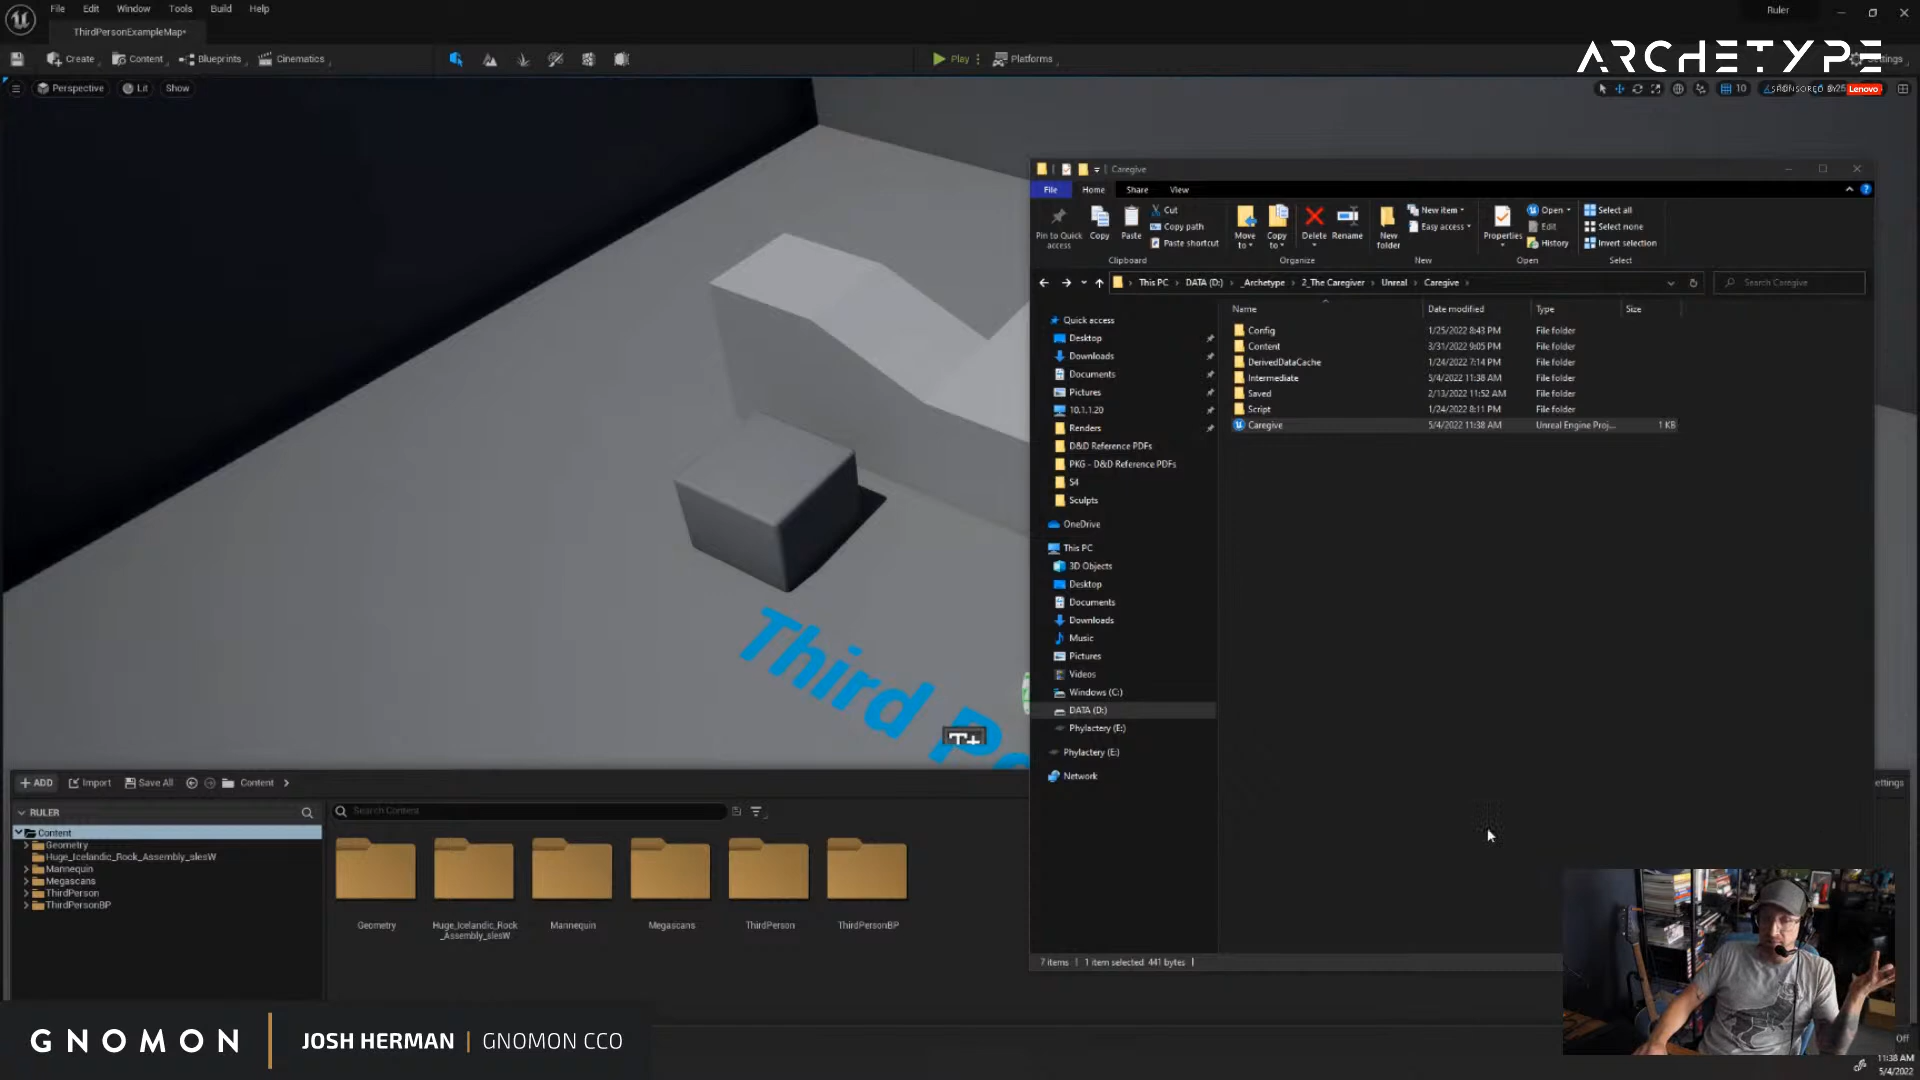 File Edit Window Tools Build Help
Ruler
ThirdPersonExampleMap•
Create Content Blueprints Cinematics
Play Platforms
ARCHETYPE
Perspective Lit Show
10
SPONSORED BY Lenovo
Caregive
File Home Share View
Pin to Quick access
Copy
Paste
Cut
Copy path
Paste shortcut
Clipboard
Move to
Copy to
Delete
Rename
Organize
New folder
New item
Easy access
New
Properties
Open
Edit
History
Open
Select all
Select none
Invert selection
Select
This PC DATA (D:) _Archetype 2_The Caregiver Unreal Caregive
Search Caregive
Name Date modified Type Size
Config 1/25/2022 8:43 PM File folder
Content 3/31/2022 9:05 PM File folder
DerivedDataCache 1/24/2022 7:14 PM File folder
Intermediate 5/4/2022 11:38 AM File folder
Saved 2/13/2022 11:52 AM File folder
Script 1/24/2022 8:11 PM File folder
Caregive 5/4/2022 11:38 AM Unreal Engine Proj... 1 KB
Quick access
Desktop
Downloads
Documents
Pictures
10.1.1.20
Renders
D&D Reference PDFs
PKG - D&D Reference PDFs
S4
Sculpts
OneDrive
This PC
3D Objects
Desktop
Documents
Downloads
Music
Pictures
Videos
Windows (C:)
DATA (D:)
Phylactery (E:)
Phylactery (E:)
Network
7 items 1 item selected 441 bytes
Third Pe
T+
ADD Import Save All Content
ettings
RULER
Search Content
Content
Geometry
Huge_Icelandic_Rock_Assembly_slesW
Mannequin
Megascans
ThirdPerson
ThirdPersonBP
Geometry
Huge_Icelandic_Rock
_Assembly_slesW
Mannequin
Megascans
ThirdPerson
ThirdPersonBP
GNOMON JOSH HERMAN | GNOMON CCO
Off
11:38 AM
5/4/2022